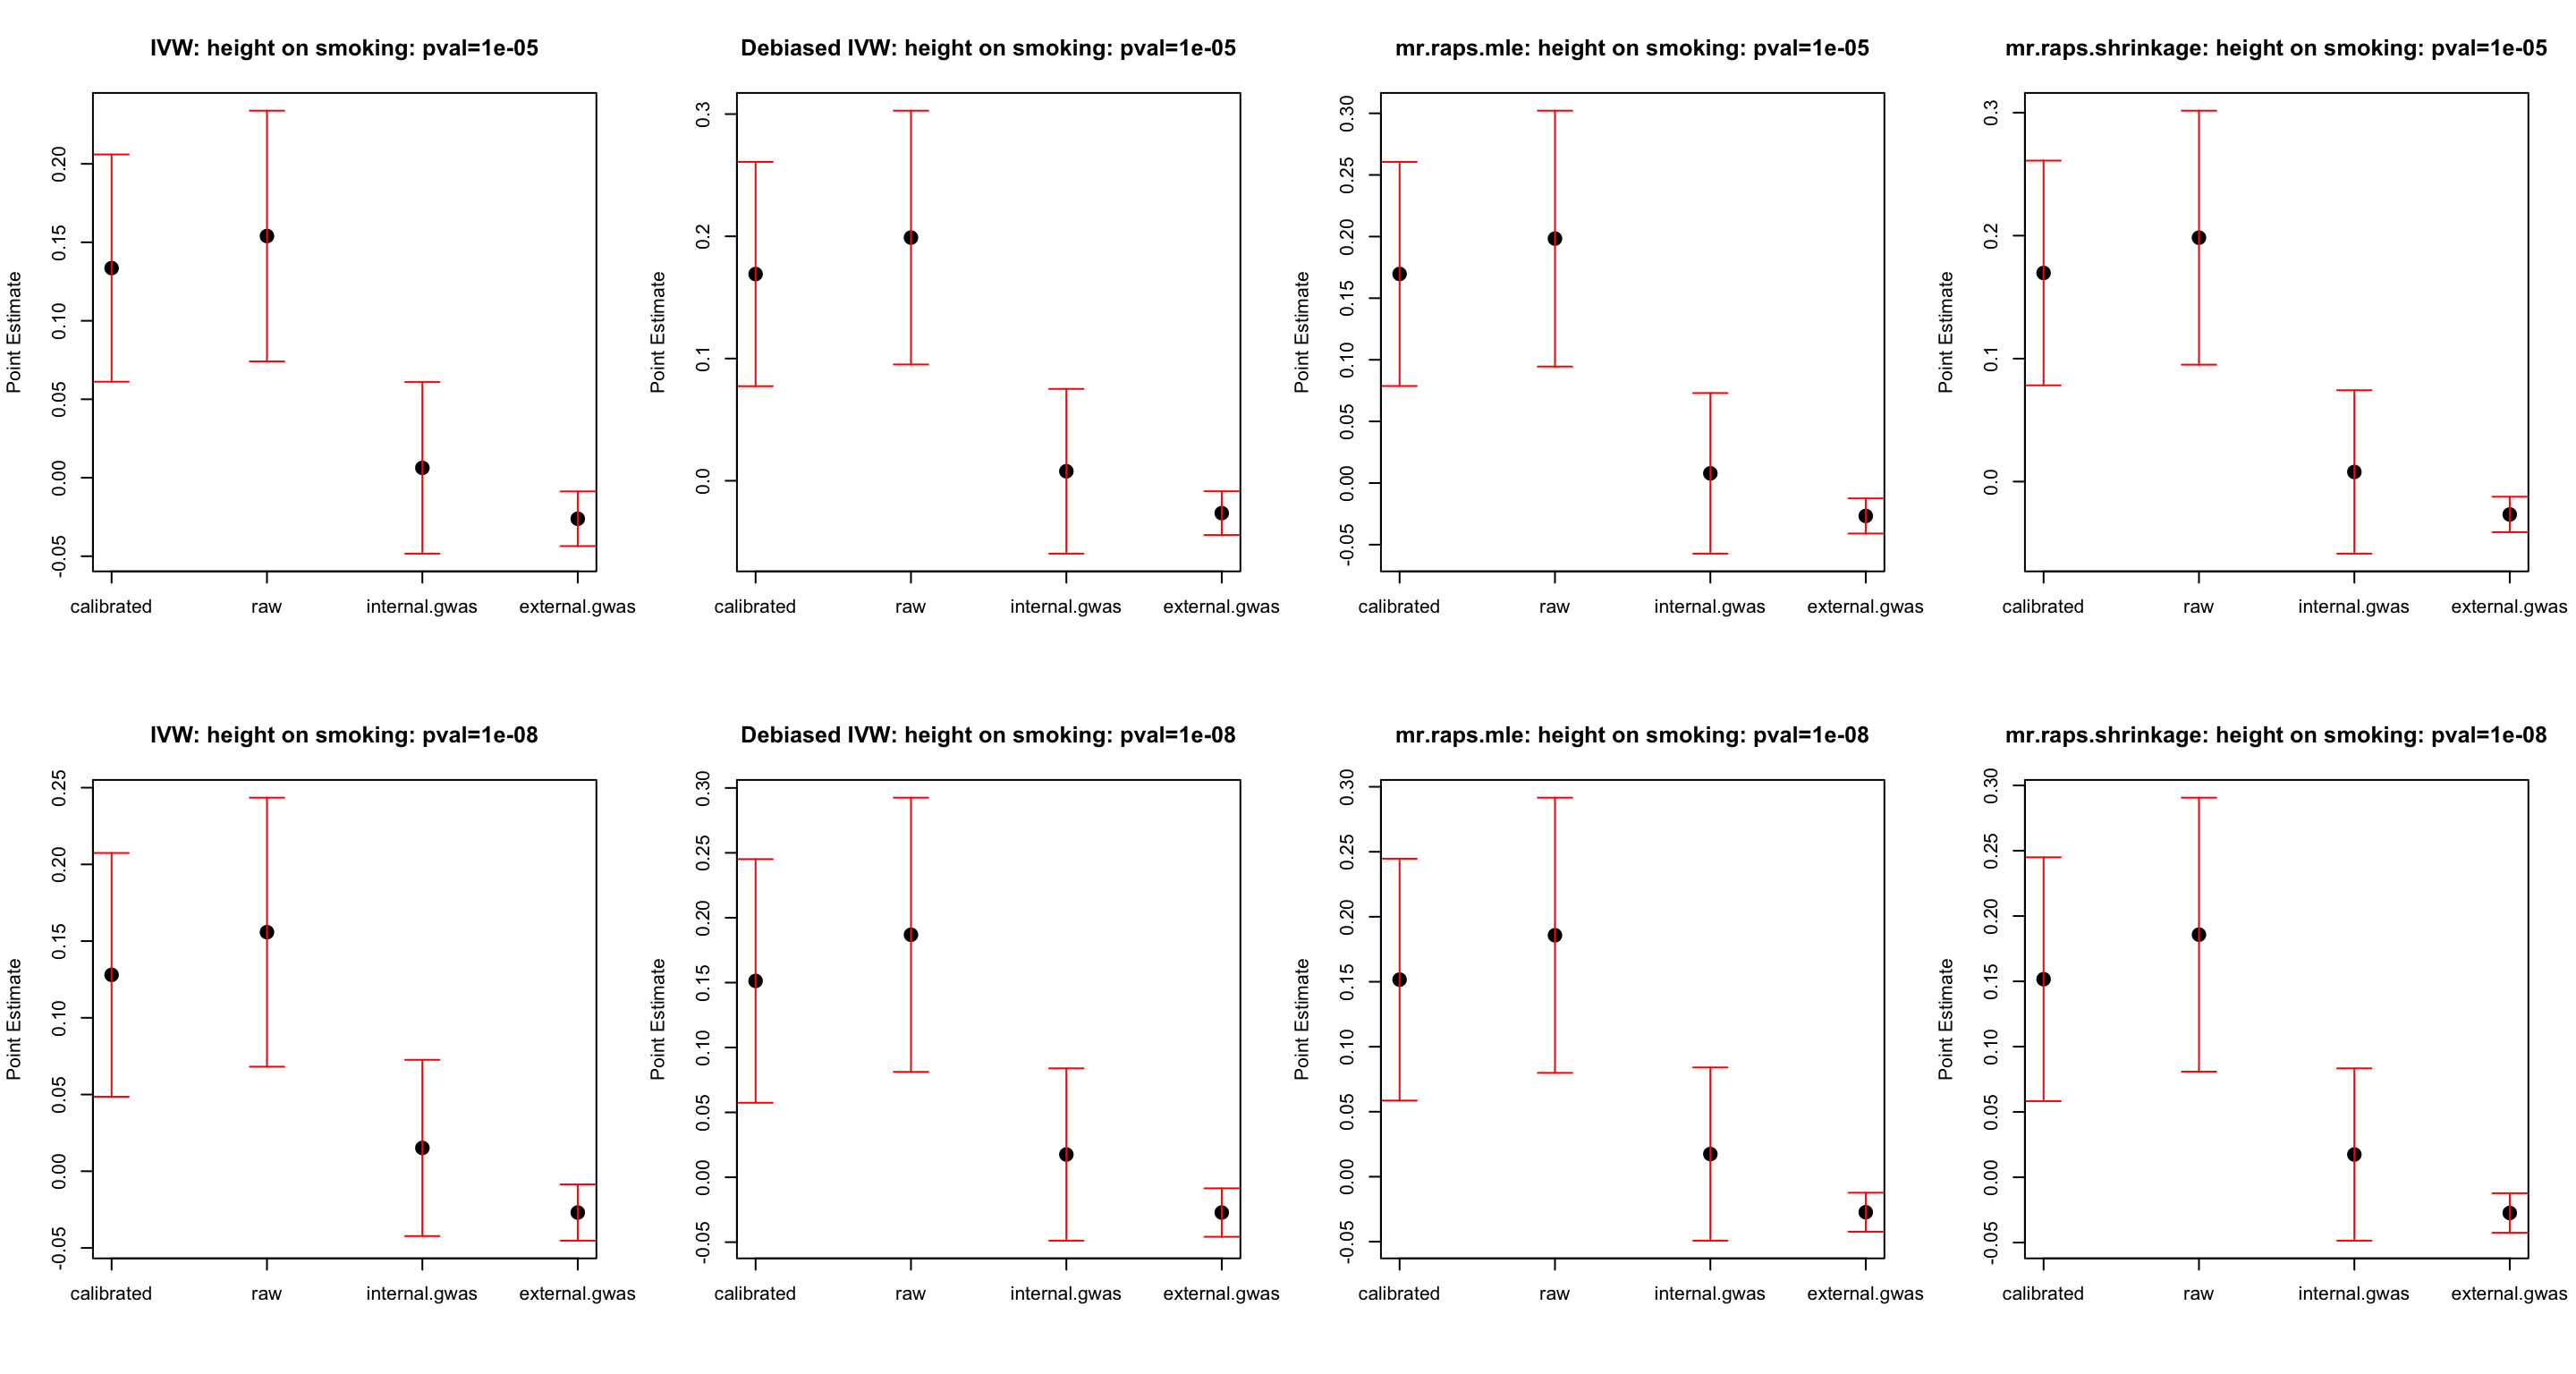 IVW: height on smoking: pval=1e-05
Point Estimate
0.20
0.15
0.10
0.05
0.00
-0.05
calibrated raw internal.gwas external.gwas
Debiased IVW: height on smoking: pval=1e-05
Point Estimate
0.3
0.2
0.1
0.0
calibrated raw internal.gwas external.gwas
mr.raps.mle: height on smoking: pval=1e-05
Point Estimate
0.30
0.25
0.20
0.15
0.10
0.05
0.00
-0.05
calibrated raw internal.gwas external.gwas
mr.raps.shrinkage: height on smoking: pval=1e-05
Point Estimate
0.3
0.2
0.1
0.0
calibrated raw internal.gwas external.gwas
IVW: height on smoking: pval=1e-08
Point Estimate
0.25
0.20
0.15
0.10
0.05
0.00
-0.05
calibrated raw internal.gwas external.gwas
Debiased IVW: height on smoking: pval=1e-08
Point Estimate
0.30
0.25
0.20
0.15
0.10
0.05
0.00
-0.05
calibrated raw internal.gwas external.gwas
mr.raps.mle: height on smoking: pval=1e-08
Point Estimate
0.30
0.25
0.20
0.15
0.10
0.05
0.00
-0.05
calibrated raw internal.gwas external.gwas
mr.raps.shrinkage: height on smoking: pval=1e-08
Point Estimate
0.30
0.25
0.20
0.15
0.10
0.05
0.00
-0.05
calibrated raw internal.gwas external.gwas